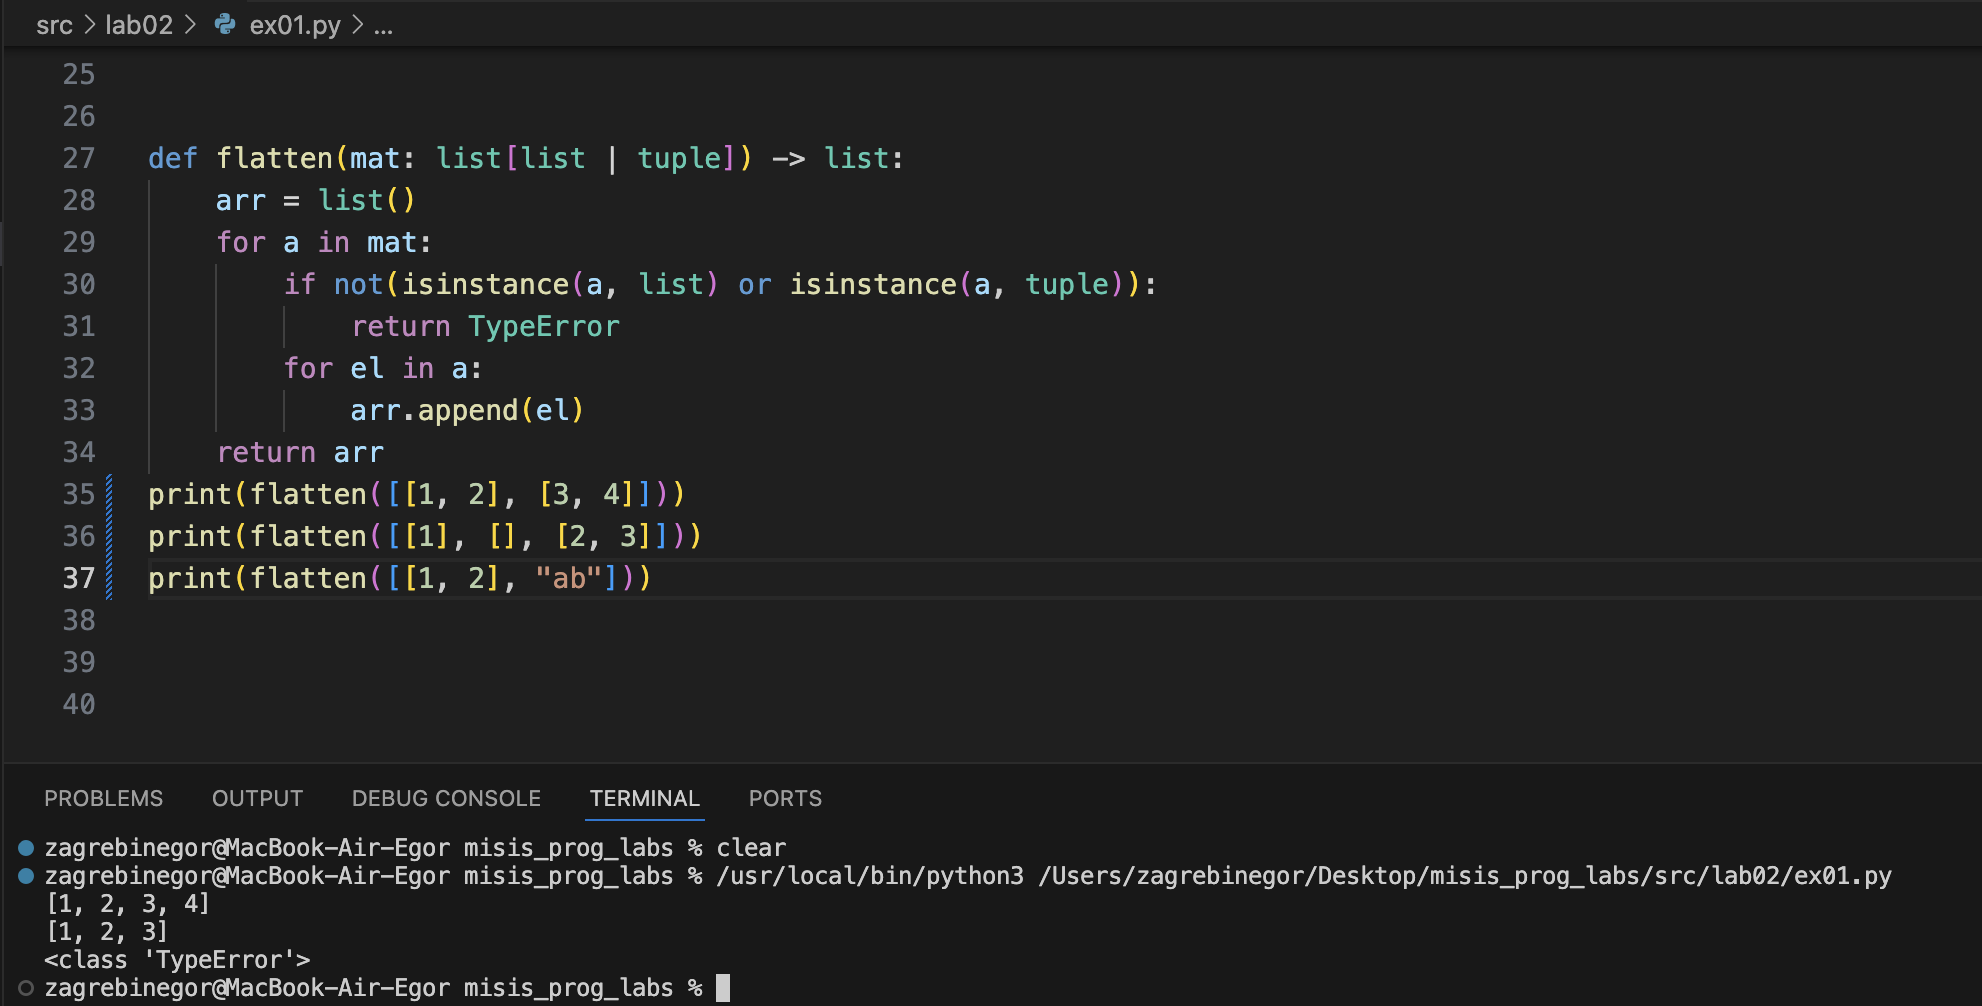 src > lab02 > ex01.py > ...
25
26
27 def flatten(mat: list[list | tuple]) -> list:
28     arr = list()
29     for a in mat:
30         if not(isinstance(a, list) or isinstance(a, tuple)):
31             return TypeError
32         for el in a:
33             arr.append(el)
34     return arr
35 print(flatten([[1, 2], [3, 4]]))
36 print(flatten([[1], [], [2, 3]]))
37 print(flatten([[1, 2], "ab"]))
38
39
40
PROBLEMS OUTPUT DEBUG CONSOLE TERMINAL PORTS
zagrebinegor@MacBook-Air-Egor misis_prog_labs % clear
zagrebinegor@MacBook-Air-Egor misis_prog_labs % /usr/local/bin/python3 /Users/zagrebinegor/Desktop/misis_prog_labs/src/lab02/ex01.py
[1, 2, 3, 4]
[1, 2, 3]
<class 'TypeError'>
zagrebinegor@MacBook-Air-Egor misis_prog_labs %